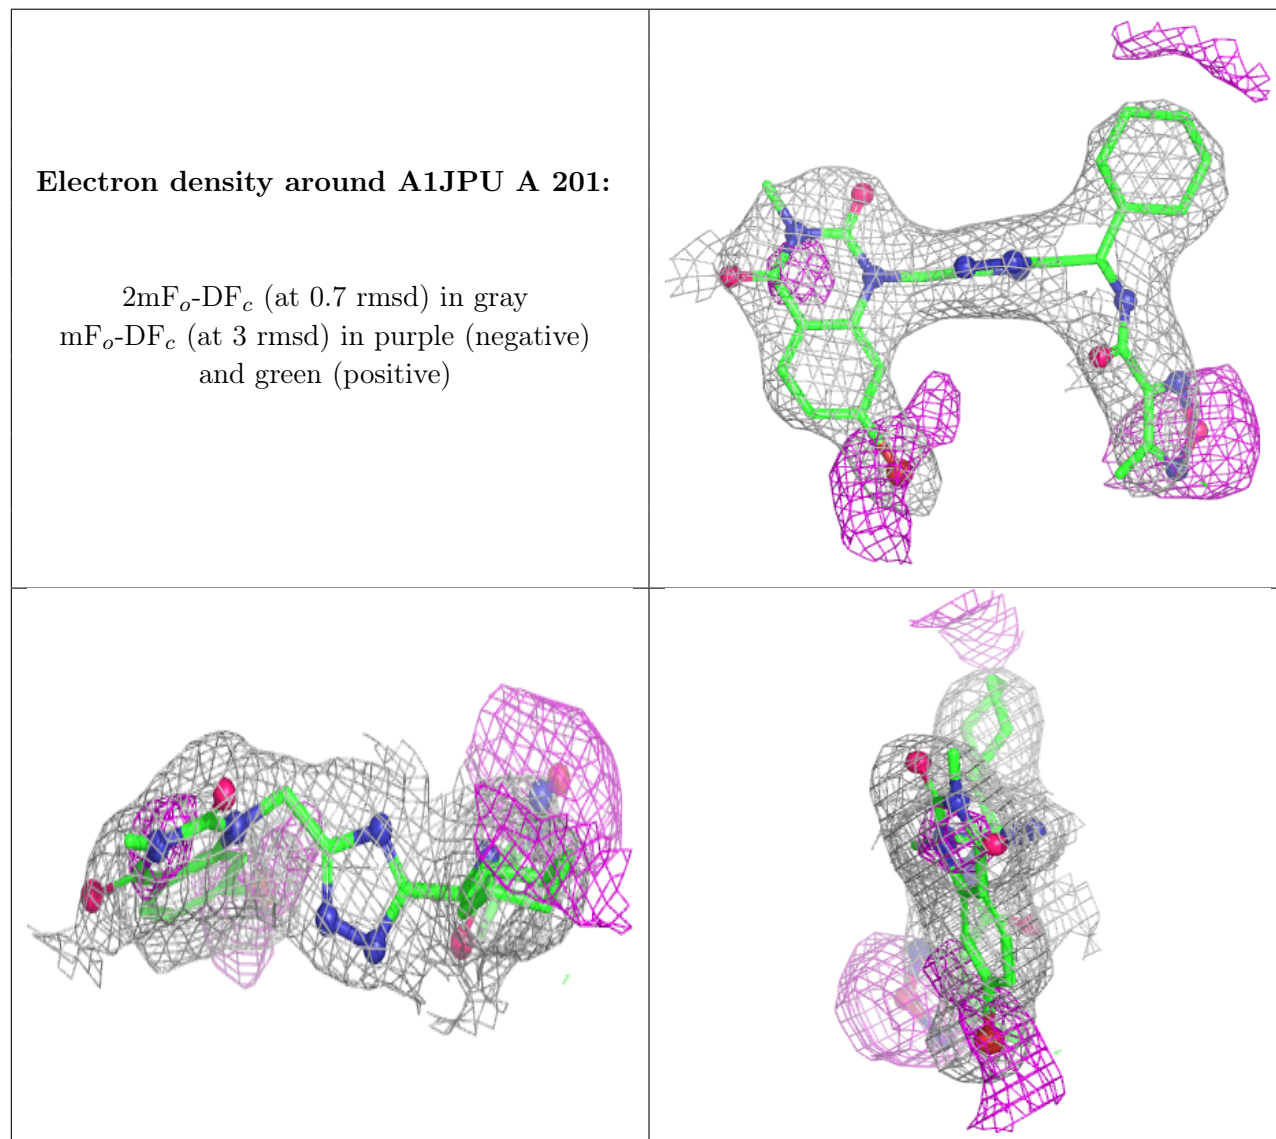 Electron density around A1JPU A 201:
2mFo-DFc (at 0.7 rmsd) in gray
mFo-DFc (at 3 rmsd) in purple (negative)
and green (positive)